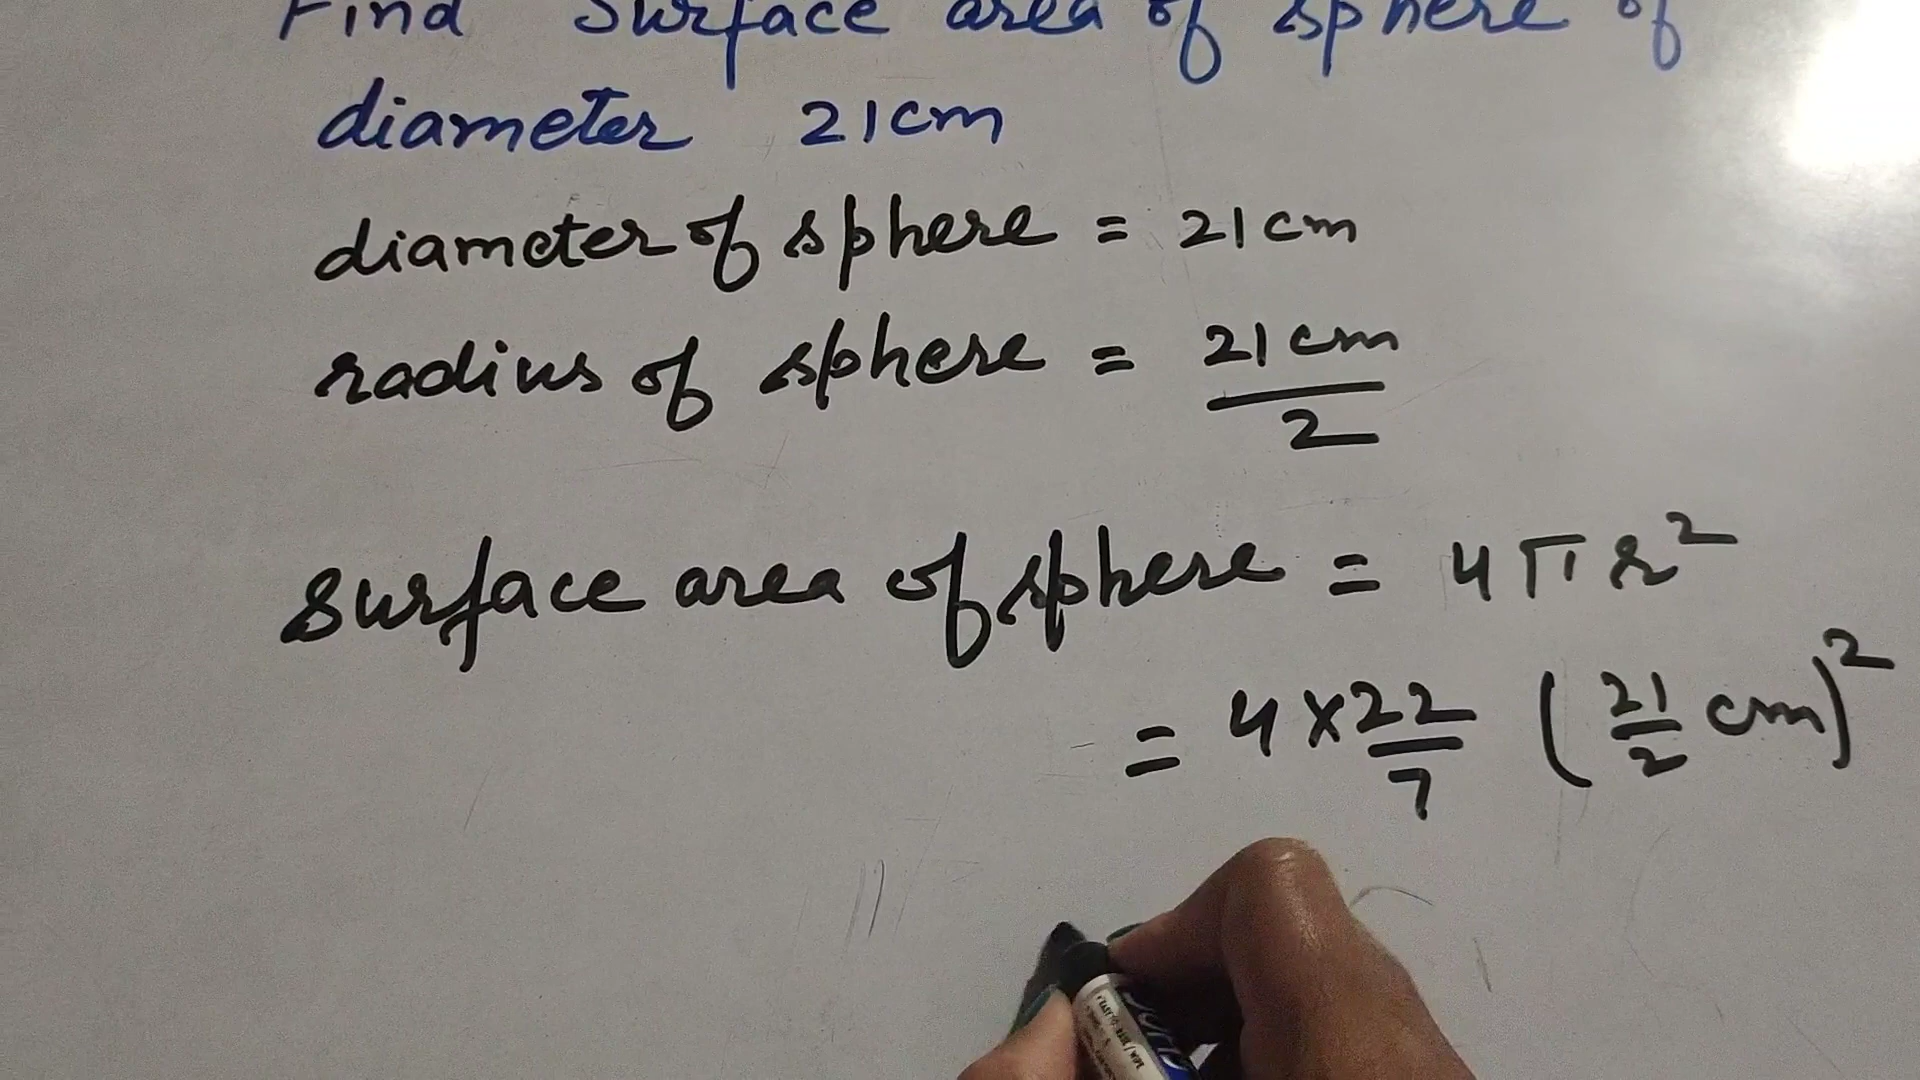 Find Surface area of sphere of
diameter 21cm
diameter of sphere = 21cm
radius of sphere = 21cm/2
Surface area of sphere = 4πr²
= 4×22/7 (21/2 cm)²